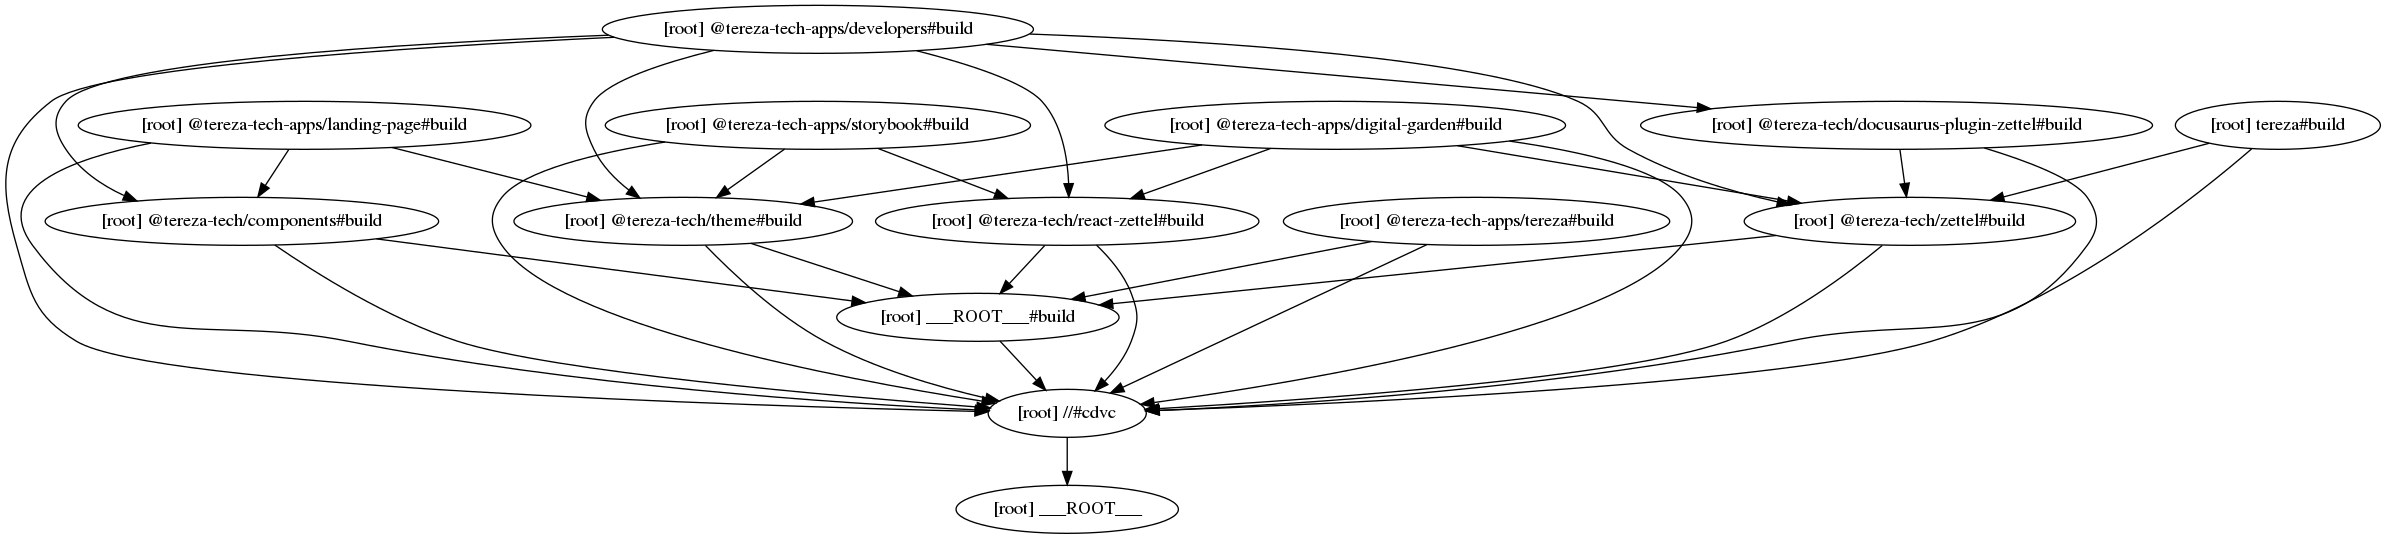 [root] @tereza-tech-apps/developers#build
[root] @tereza-tech-apps/landing-page#build
[root] @tereza-tech-apps/storybook#build
[root] @tereza-tech-apps/digital-garden#build
[root] @tereza-tech/docusaurus-plugin-zettel#build
[root] tereza#build
[root] @tereza-tech/components#build
[root] @tereza-tech/theme#build
[root] @tereza-tech/react-zettel#build
[root] @tereza-tech-apps/tereza#build
[root] @tereza-tech/zettel#build
[root] ___ROOT___#build
[root] //#cdvc
[root] ___ROOT___